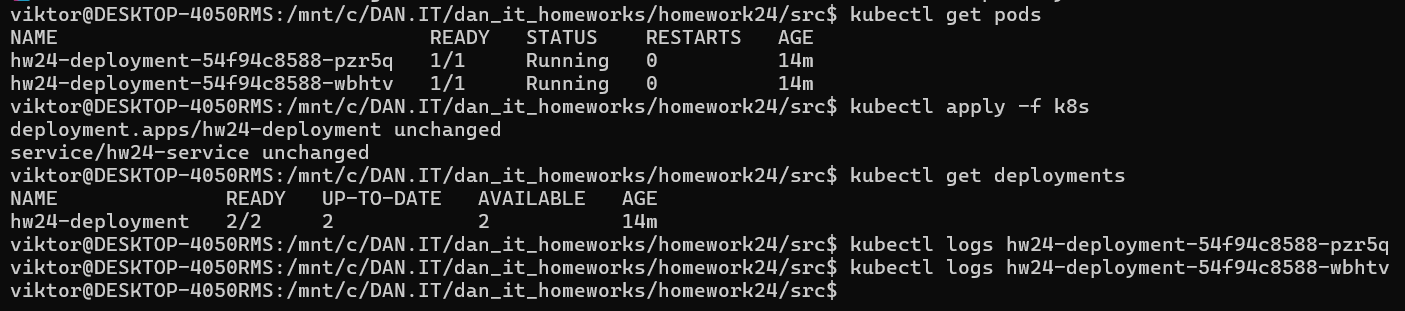 viktor@DESKTOP-4050RMS:/mnt/c/DAN.IT/dan_it_homeworks/homework24/src$ kubectl get pods
NAME                               READY   STATUS    RESTARTS   AGE
hw24-deployment-54f94c8588-pzr5q   1/1     Running   0          14m
hw24-deployment-54f94c8588-wbhtv   1/1     Running   0          14m
viktor@DESKTOP-4050RMS:/mnt/c/DAN.IT/dan_it_homeworks/homework24/src$ kubectl apply -f k8s
deployment.apps/hw24-deployment unchanged
service/hw24-service unchanged
viktor@DESKTOP-4050RMS:/mnt/c/DAN.IT/dan_it_homeworks/homework24/src$ kubectl get deployments
NAME              READY   UP-TO-DATE   AVAILABLE   AGE
hw24-deployment   2/2     2            2           14m
viktor@DESKTOP-4050RMS:/mnt/c/DAN.IT/dan_it_homeworks/homework24/src$ kubectl logs hw24-deployment-54f94c8588-pzr5q
viktor@DESKTOP-4050RMS:/mnt/c/DAN.IT/dan_it_homeworks/homework24/src$ kubectl logs hw24-deployment-54f94c8588-wbhtv
viktor@DESKTOP-4050RMS:/mnt/c/DAN.IT/dan_it_homeworks/homework24/src$